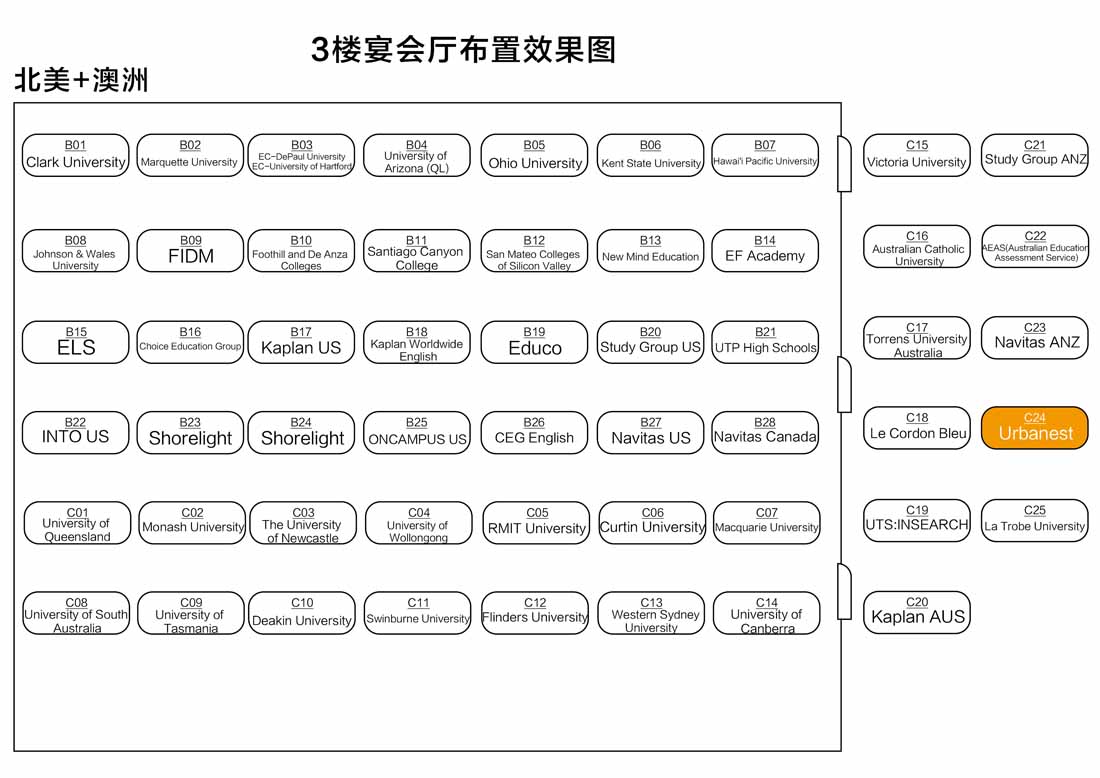 3楼宴会厅布置效果图
北美+澳洲
B01
Clark University
B02
Marquette University
B03
EC-DePaul University
EC-University of Hartford
B04
University of
Arizona (QL)
B05
Ohio University
B06
Kent State University
B07
Hawai'i Pacific University
C15
Victoria University
C21
Study Group ANZ
B08
Johnson & Wales
University
B09
FIDM
B10
Foothill and De Anza
Colleges
B11
Santiago Canyon
College
B12
San Mateo Colleges
of Silicon Valley
B13
New Mind Education
B14
EF Academy
C16
Australian Catholic
University
C22
AEAS(Australian Education
Assessment Service)
B15
ELS
B16
Choice Education Group
B17
Kaplan US
B18
Kaplan Worldwide
English
B19
Educo
B20
Study Group US
B21
UTP High Schools
C17
Torrens University
Australia
C23
Navitas ANZ
B22
INTO US
B23
Shorelight
B24
Shorelight
B25
ONCAMPUS US
B26
CEG English
B27
Navitas US
B28
Navitas Canada
C18
Le Cordon Bleu
C24
Urbanest
C01
University of
Queensland
C02
Monash University
C03
The University
of Newcastle
C04
University of
Wollongong
C05
RMIT University
C06
Curtin University
C07
Macquarie University
C19
UTS:INSEARCH
C25
La Trobe University
C08
University of South
Australia
C09
University of
Tasmania
C10
Deakin University
C11
Swinburne University
C12
Flinders University
C13
Western Sydney
University
C14
University of
Canberra
C20
Kaplan AUS